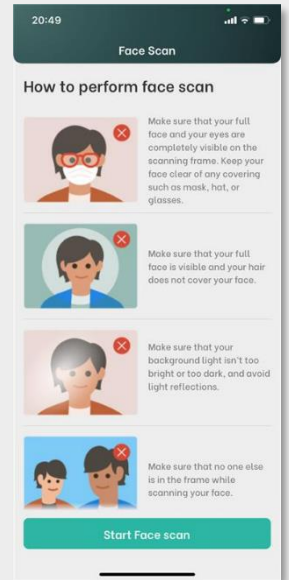 20:49
Face Scan
How to perform face scan
Make sure that your full
face and your eyes are
completely visible on the
scanning frame. Keep your
face clear of any covering
such as mask, hat, or
glasses.
Make sure that your full
face is visible and your hair
does not cover your face.
Make sure that your
background light isn't too
bright or too dark, and avoid
light reflections.
Make sure that no one else
is in the frame while
scanning your face.
Start Face scan